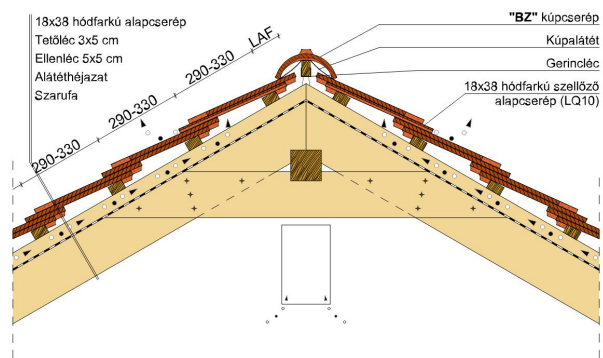 18x38 hódfarkú alapcserép
Tetőléc 3x5 cm
Ellenléc 5x5 cm
Alátéthéjazat
Szarufa
290-330
290-330
290-330
LAF
"BZ" kúpcserép
Kúpalátét
Gerincléc
18x38 hódfarkú szellőző
alapcserép (LQ10)